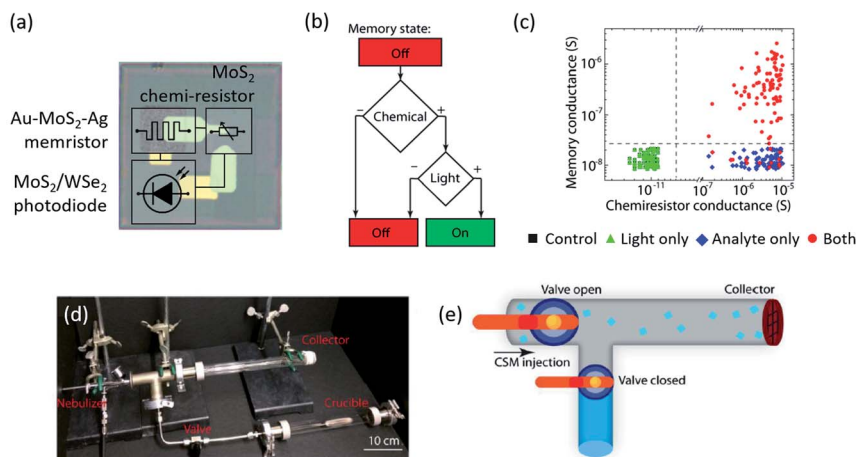 (a)
MoS2
chemi-resistor
Au-MoS2-Ag
memristor
MoS2/WSe2
photodiode
(b)
Memory state:
Off
–
Chemical
+
–
Light
+
Off
On
(c)
Memory conductance (S)
10⁻⁶
10⁻⁷
10⁻⁸
10⁻¹¹
10⁻⁷
10⁻⁶
10⁻⁵
Chemiresistor conductance (S)
Control
Light only
Analyte only
Both
(d)
Collector
Nebulizer
Crucible
Valve
10 cm
(e)
Valve open
Collector
CSM injection
Valve closed